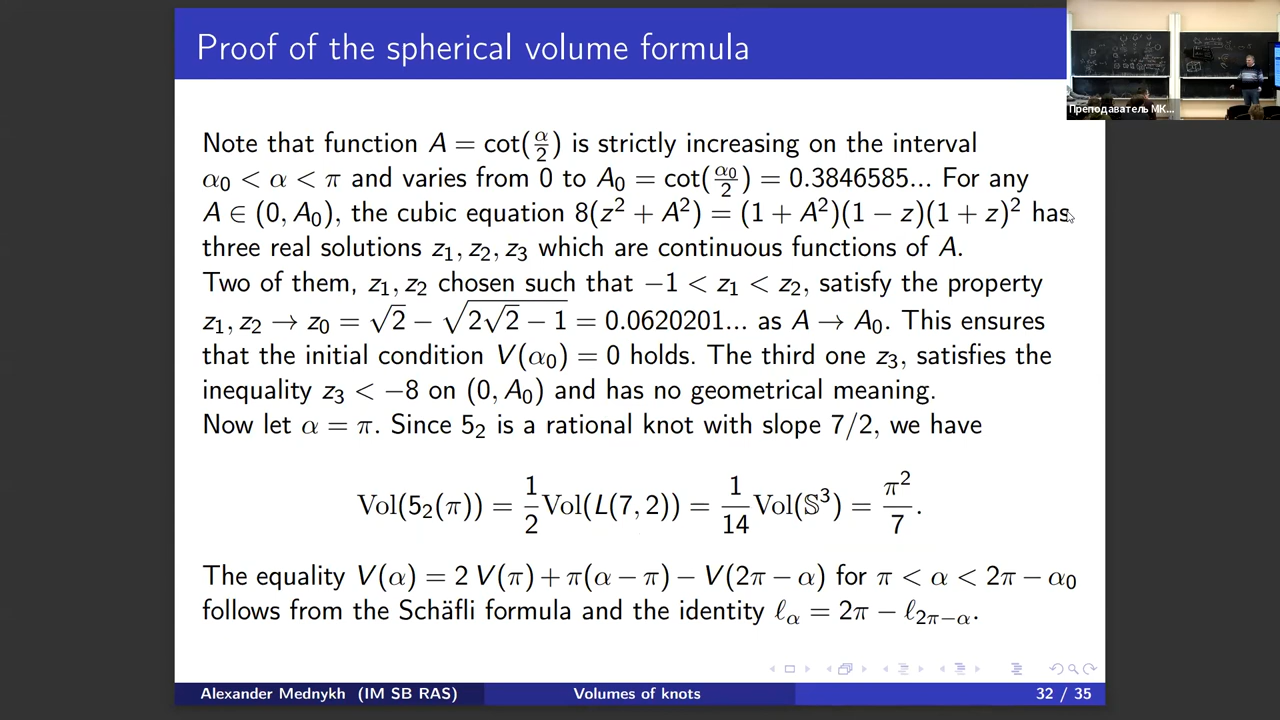 Proof of the spherical volume formula
Преподаватель МК...
Note that function A = cot(α/2) is strictly increasing on the interval
α₀ < α < π and varies from 0 to A₀ = cot(α₀/2) = 0.3846585... For any
A ∈ (0, A₀), the cubic equation 8(z² + A²) = (1 + A²)(1 − z)(1 + z)² has
three real solutions z₁, z₂, z₃ which are continuous functions of A.
Two of them, z₁, z₂ chosen such that −1 < z₁ < z₂, satisfy the property
z₁, z₂ → z₀ = √2 − √(2√2 − 1) = 0.0620201... as A → A₀. This ensures
that the initial condition V(α₀) = 0 holds. The third one z₃, satisfies the
inequality z₃ < −8 on (0, A₀) and has no geometrical meaning.
Now let α = π. Since 5₂ is a rational knot with slope 7/2, we have
Vol(5₂(π)) = 1/2 Vol(L(7, 2)) = 1/14 Vol(𝕊³) = π²/7.
The equality V(α) = 2 V(π) + π(α − π) − V(2π − α) for π < α < 2π − α₀
follows from the Schäfli formula and the identity ℓ_α = 2π − ℓ_{2π−α}.
Alexander Mednykh (IM SB RAS)
Volumes of knots
32 / 35